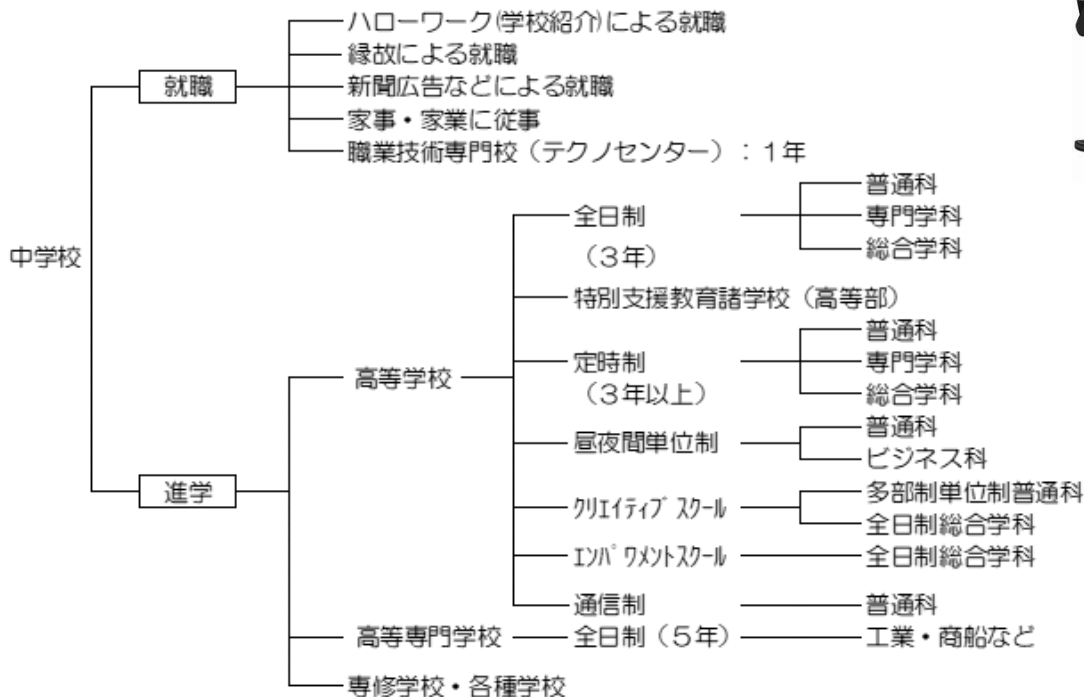 ハローワーク(学校紹介)による就職
縁故による就職
就職
新聞広告などによる就職
家事・家業に従事
職業技術専門校（テクノセンター）：１年
普通科
全日制
専門学科
中学校
（３年）
総合学科
特別支援教育諸学校（高等部）
普通科
定時制
専門学科
高等学校
（３年以上）
総合学科
普通科
昼夜間単位制
ビジネス科
進学
多部制単位制普通科
ｸﾘｴｲﾃｨﾌﾞ ｽｸｰﾙ
全日制総合学科
ｴﾝﾊﾟﾜﾒﾝﾄｽｸｰﾙ
全日制総合学科
通信制
普通科
高等専門学校
全日制（５年）
工業・商船など
専修学校・各種学校